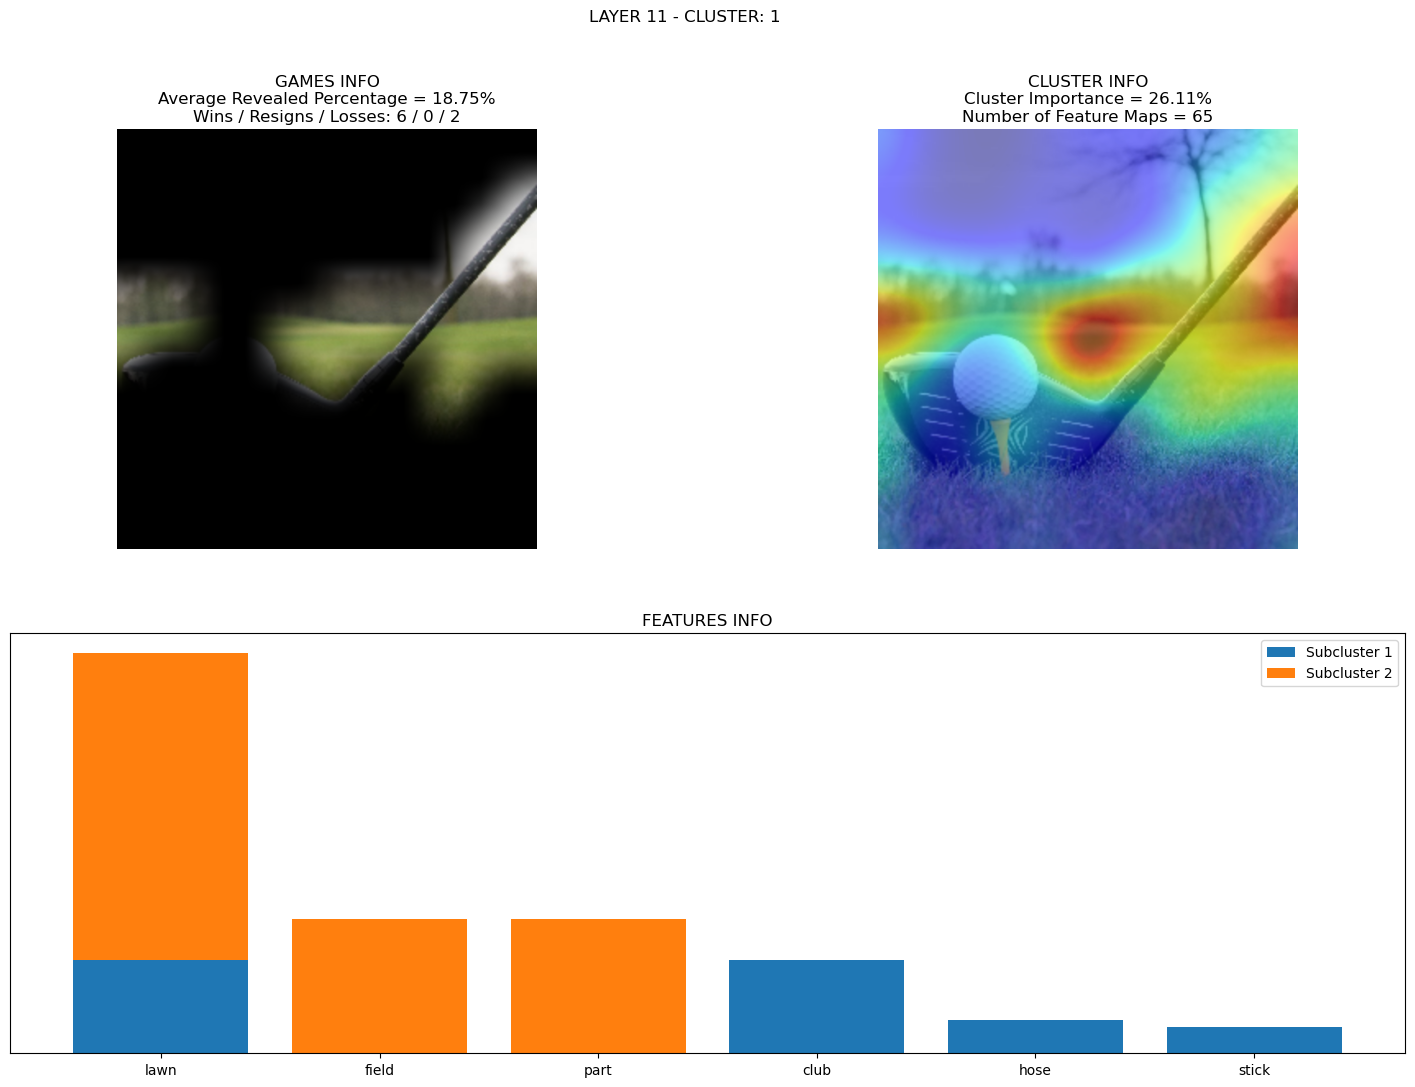 LAYER 11 - CLUSTER: 1
GAMES INFO
Average Revealed Percentage = 18.75%
Wins / Resigns / Losses: 6 / 0 / 2
CLUSTER INFO
Cluster Importance = 26.11%
Number of Feature Maps = 65
FEATURES INFO
Subcluster 1
Subcluster 2
lawn
field
part
club
hose
stick